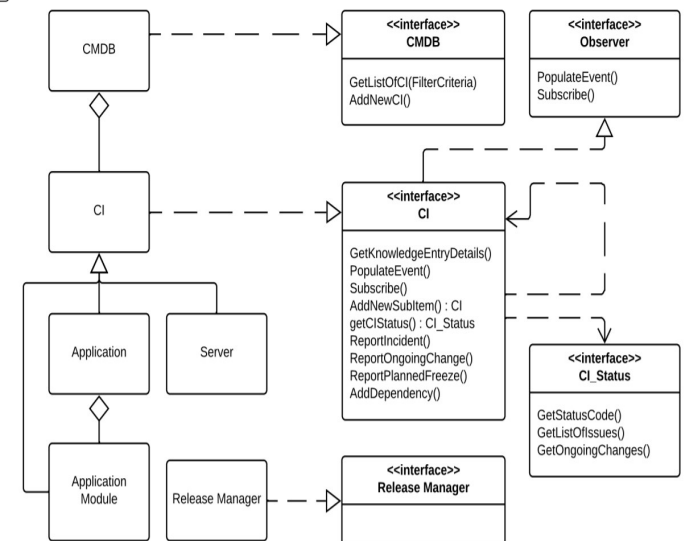 CMDB
<<interface>>
CMDB
GetListOfCI(FilterCriteria)
AddNewCI()
<<interface>>
Observer
PopulateEvent()
Subscribe()
CI
<<interface>>
CI
GetKnowledgeEntryDetails()
PopulateEvent()
Subscribe()
AddNewSubItem() : CI
getCIStatus() : CI_Status
ReportIncident()
ReportOngoingChange()
ReportPlannedFreeze()
AddDependency()
Application
Server
<<interface>>
CI_Status
GetStatusCode()
GetListOfIssues()
GetOngoingChanges()
Application
Module
Release Manager
<<interface>>
Release Manager